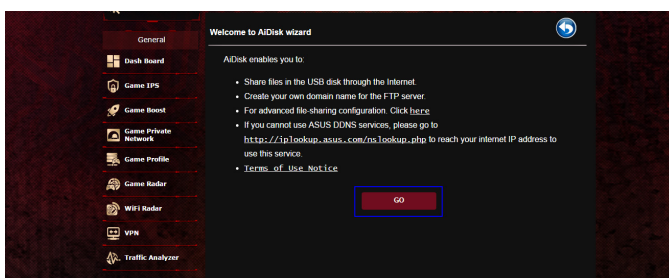 General
Dash Board
Game IPS
Game Boost
Game Private
Network
Game Profile
Game Radar
WiFi Radar
VPN
Traffic Analyzer
Welcome to AiDisk wizard
AiDisk enables you to:
• Share files in the USB disk through the Internet.
• Create your own domain name for the FTP server.
• For advanced file-sharing configuration. Click here
• If you cannot use ASUS DDNS services, please go to
http://iplookup.asus.com/nslookup.php to reach your internet IP address to
use this service.
• Terms of Use Notice
GO